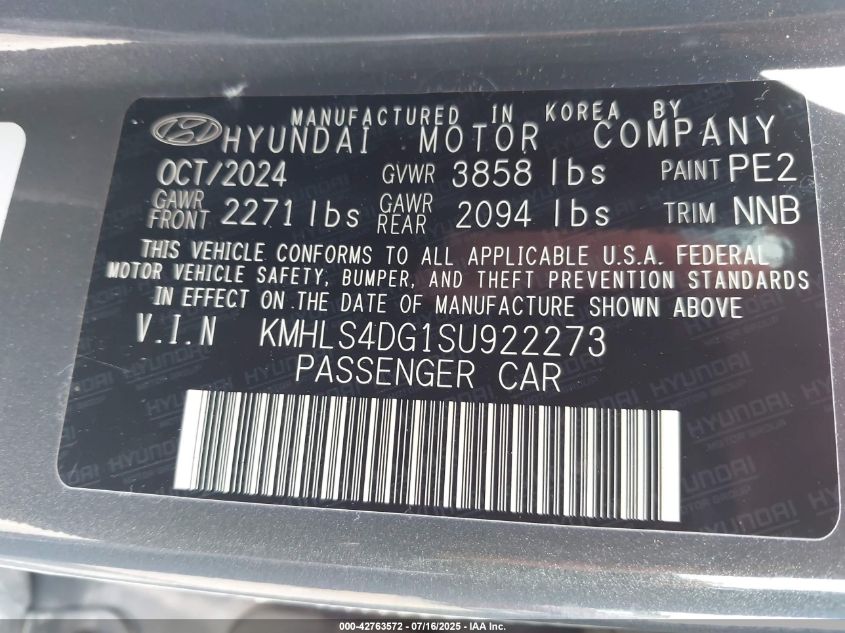 MANUFACTURED IN KOREA BY
HYUNDAI MOTOR COMPANY
OCT/2024 GVWR 3858 lbs PAINT PE2
GAWR FRONT 2271 lbs GAWR REAR 2094 lbs TRIM NNB
THIS VEHICLE CONFORMS TO ALL APPLICABLE U.S.A. FEDERAL
MOTOR VEHICLE SAFETY, BUMPER, AND THEFT PREVENTION STANDARDS
IN EFFECT ON THE DATE OF MANUFACTURE SHOWN ABOVE
V.I.N KMHLS4DG1SU922273
PASSENGER CAR
HYUNDAI
MOTOR GROUP
000-42763572 - 07/16/2025 - IAA Inc.